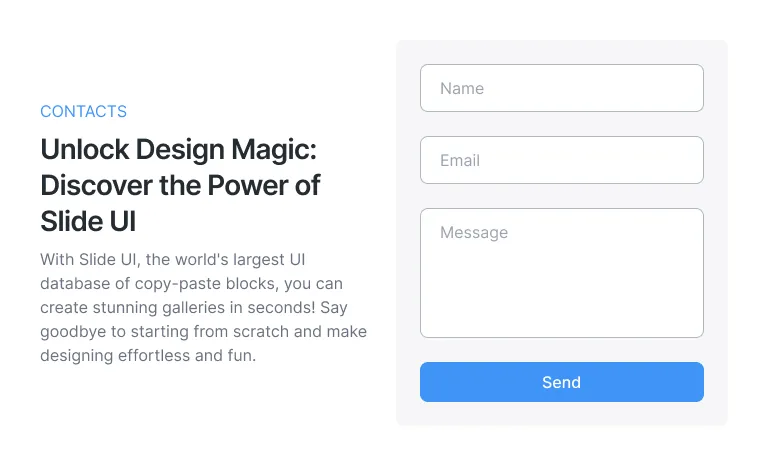 CONTACTS
Unlock Design Magic:
Discover the Power of
Slide UI
With Slide UI, the world's largest UI
database of copy-paste blocks, you can
create stunning galleries in seconds! Say
goodbye to starting from scratch and make
designing effortless and fun.
Name
Email
Message
Send